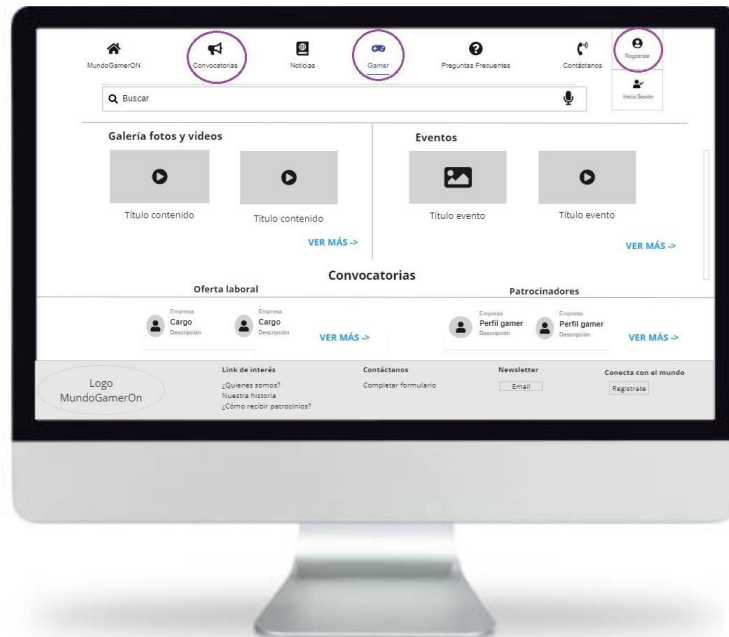 MundoGamerON
Convocatorias
Noticias
Gamer
Preguntas Frecuentes
Contáctanos
Regístrate
Inicia Sesión
Buscar
Galería fotos y videos
Eventos
Título contenido
Título contenido
Título evento
Título evento
VER MÁS ->
VER MÁS ->
Convocatorias
Oferta laboral
Patrocinadores
Empresa
Cargo
Descripción
Empresa
Cargo
Descripción
VER MÁS ->
Empresa
Perfil gamer
Descripción
Empresa
Perfil gamer
Descripción
VER MÁS ->
Logo
MundoGamerOn
Link de interés
¿Quienes somos?
Nuestra historia
¿Cómo recibir patrocinios?
Contáctanos
Completar formulario
Newsletter
Email
Conecta con el mundo
Registrate